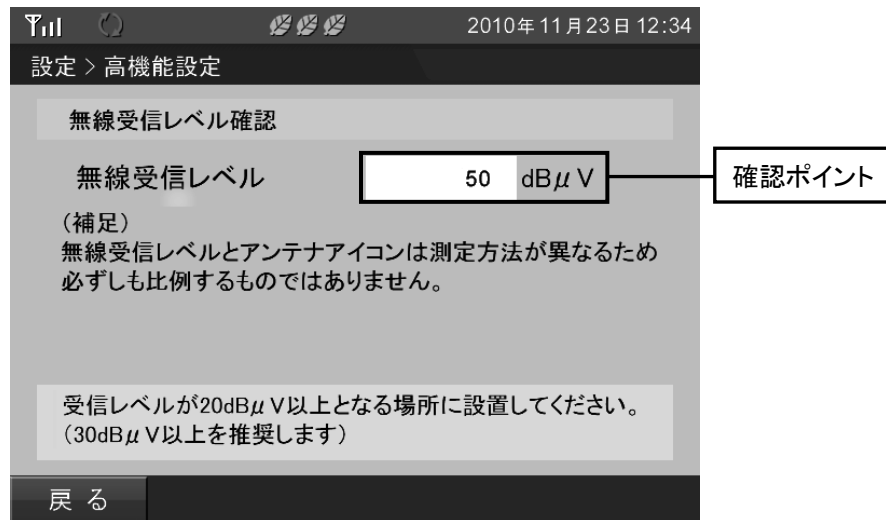 2010年11月23日 12:34
設定 > 高機能設定
無線受信レベル確認
無線受信レベル 50 dBμV
確認ポイント
（補足）
無線受信レベルとアンテナアイコンは測定方法が異なるため
必ずしも比例するものではありません。
受信レベルが20dBμV以上となる場所に設置してください。
（30dBμV以上を推奨します）
戻る